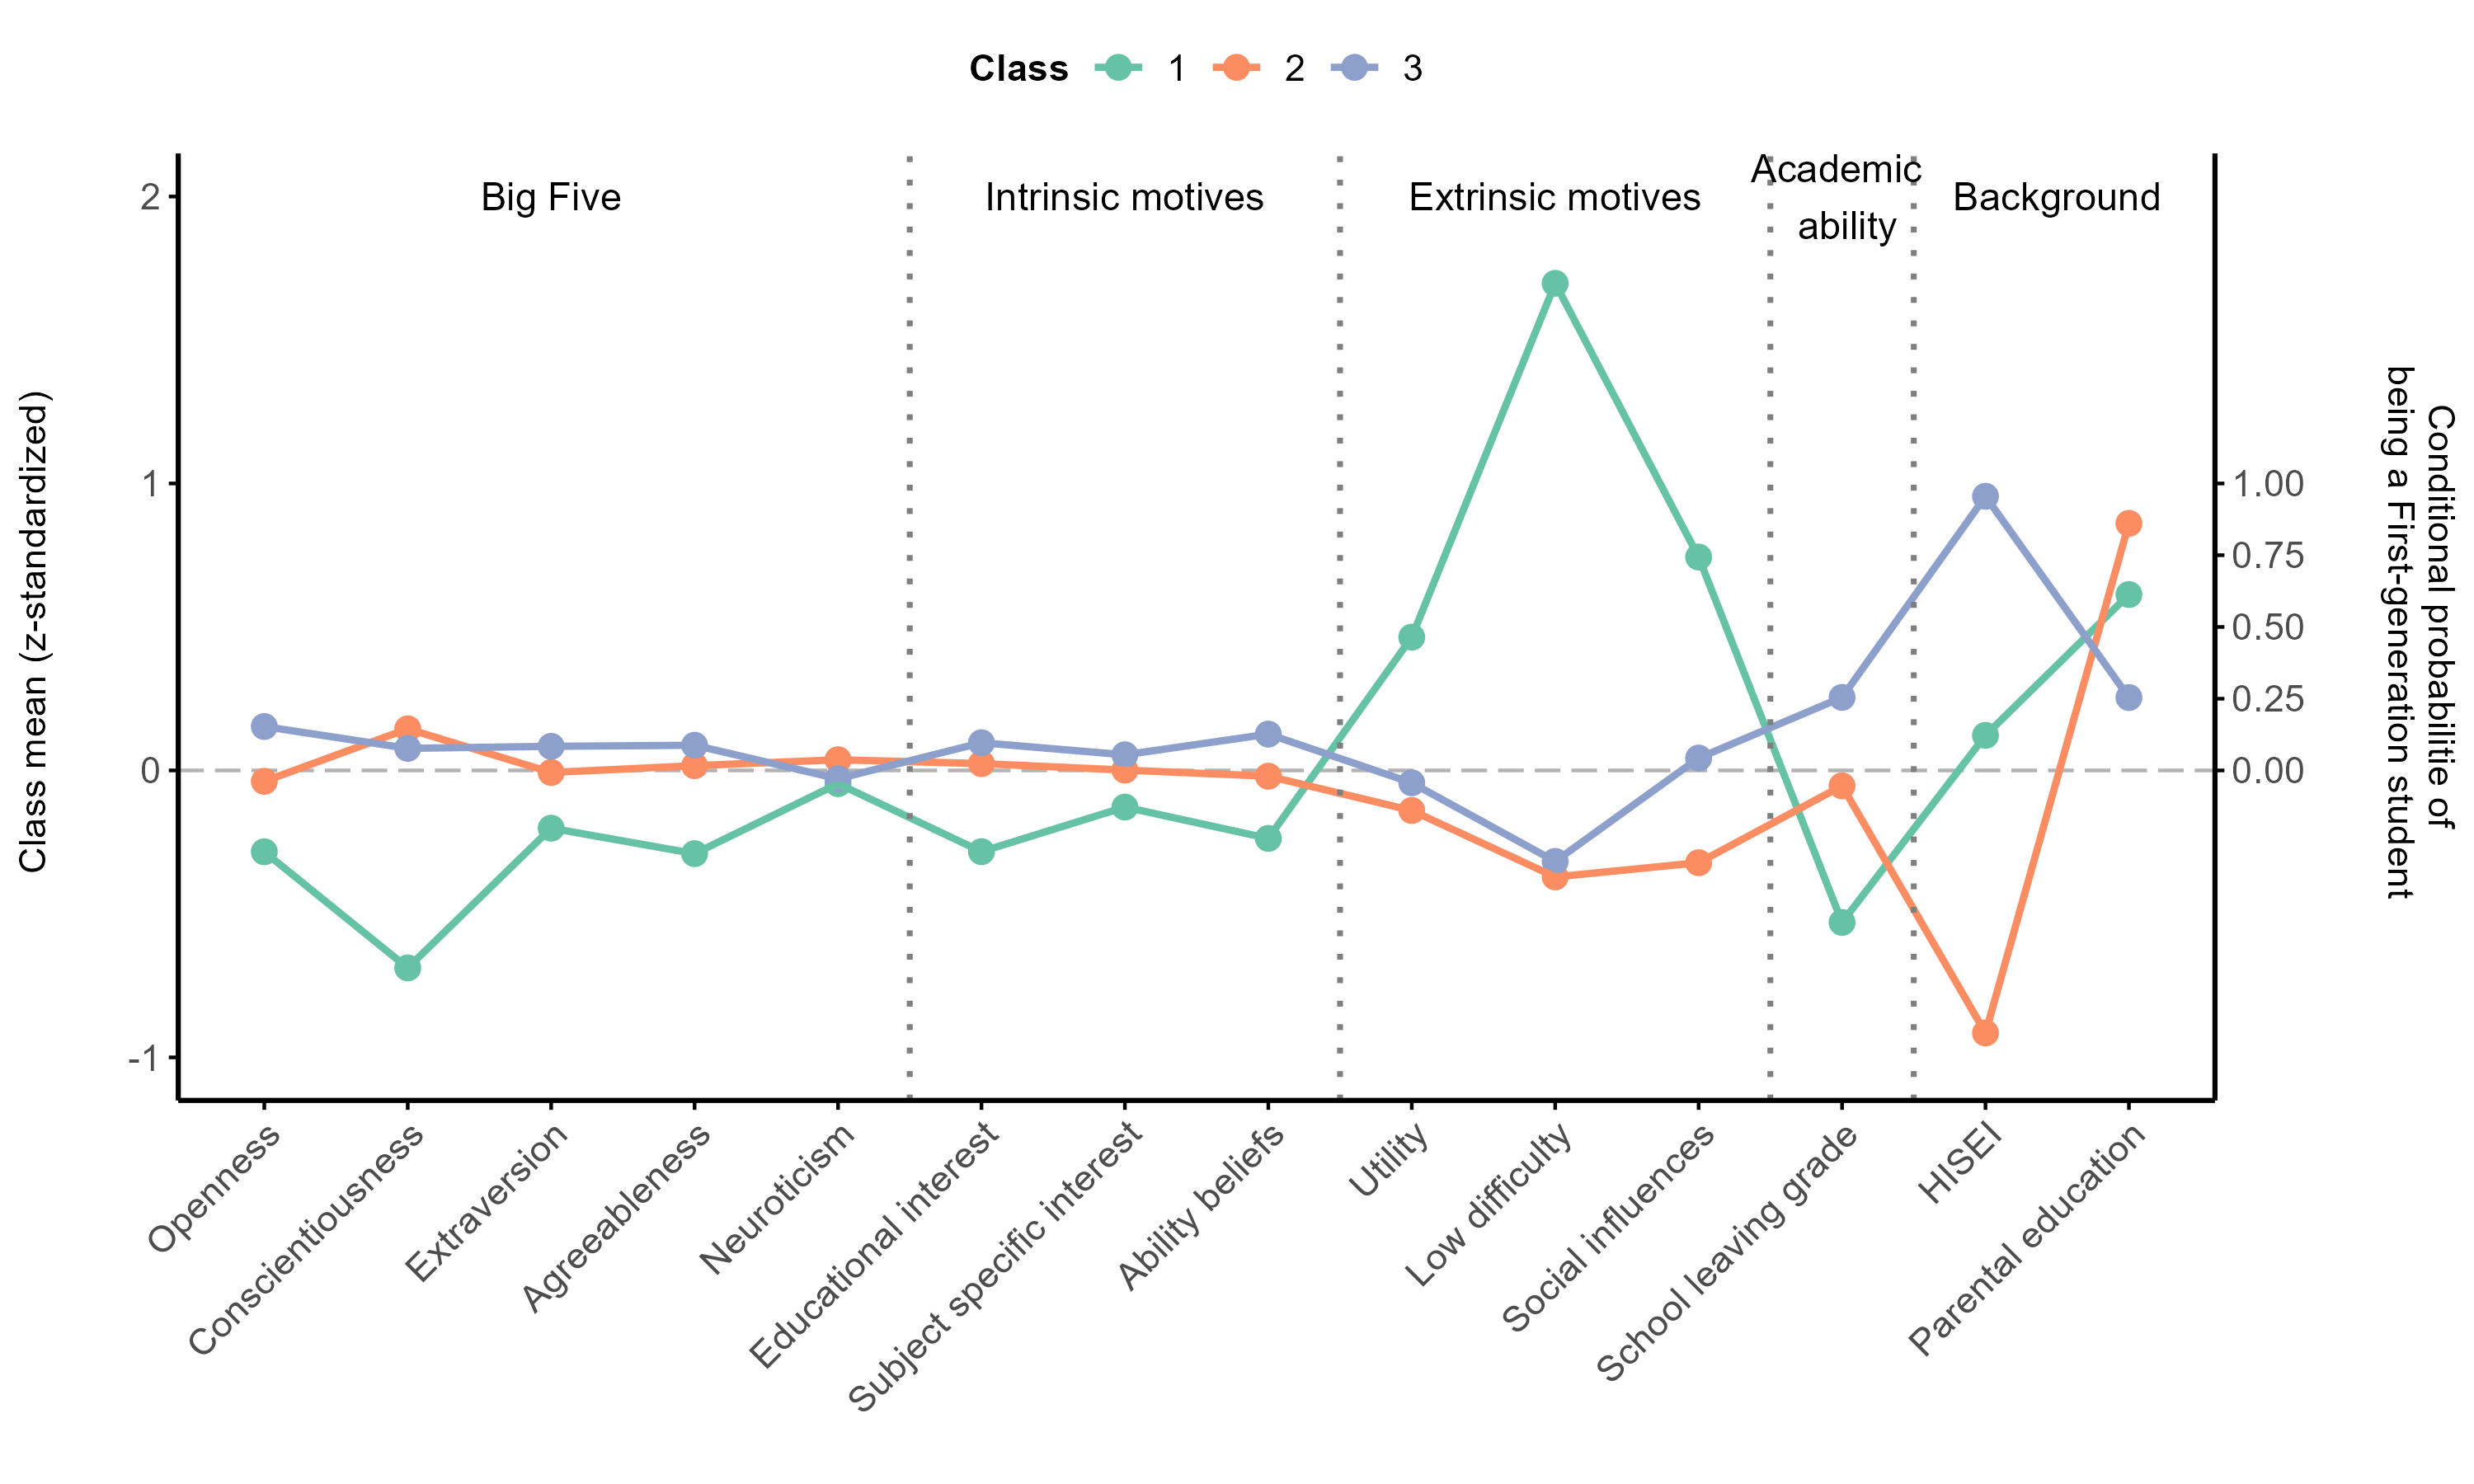 Class 1 2 3
Big Five
Intrinsic motives
Extrinsic motives
Academic
ability
Background
2
1
0
-1
Class mean (z-standardized)
1.00
0.75
0.50
0.25
0.00
Conditional probabilitie of
being a First-generation student
Openness
Conscientiousness
Extraversion
Agreeableness
Neuroticism
Educational interest
Subject specific interest
Ability beliefs
Utility
Low difficulty
Social influences
School leaving grade
HISEI
Parental education